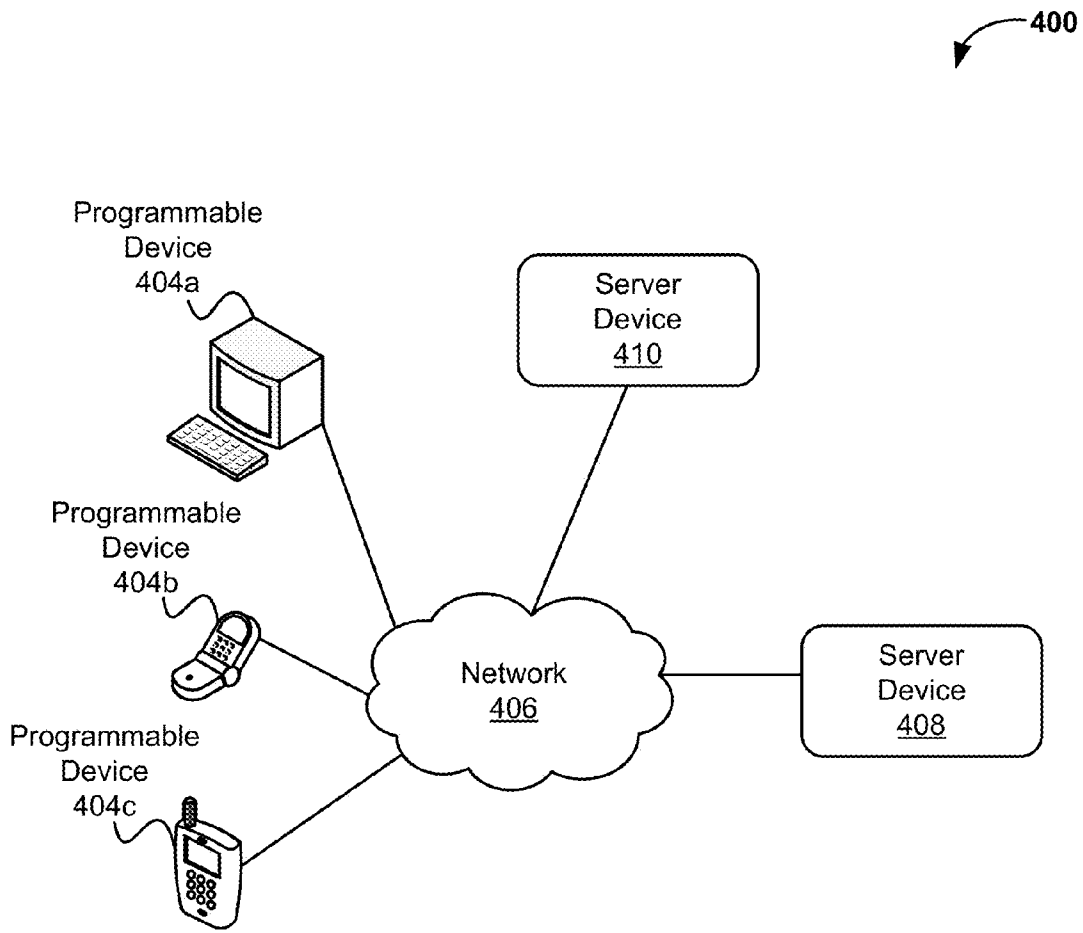 400
Programmable
Device
404a
Server
Device
410
Programmable
Device
404b
Network
406
Server
Device
408
Programmable
Device
404c